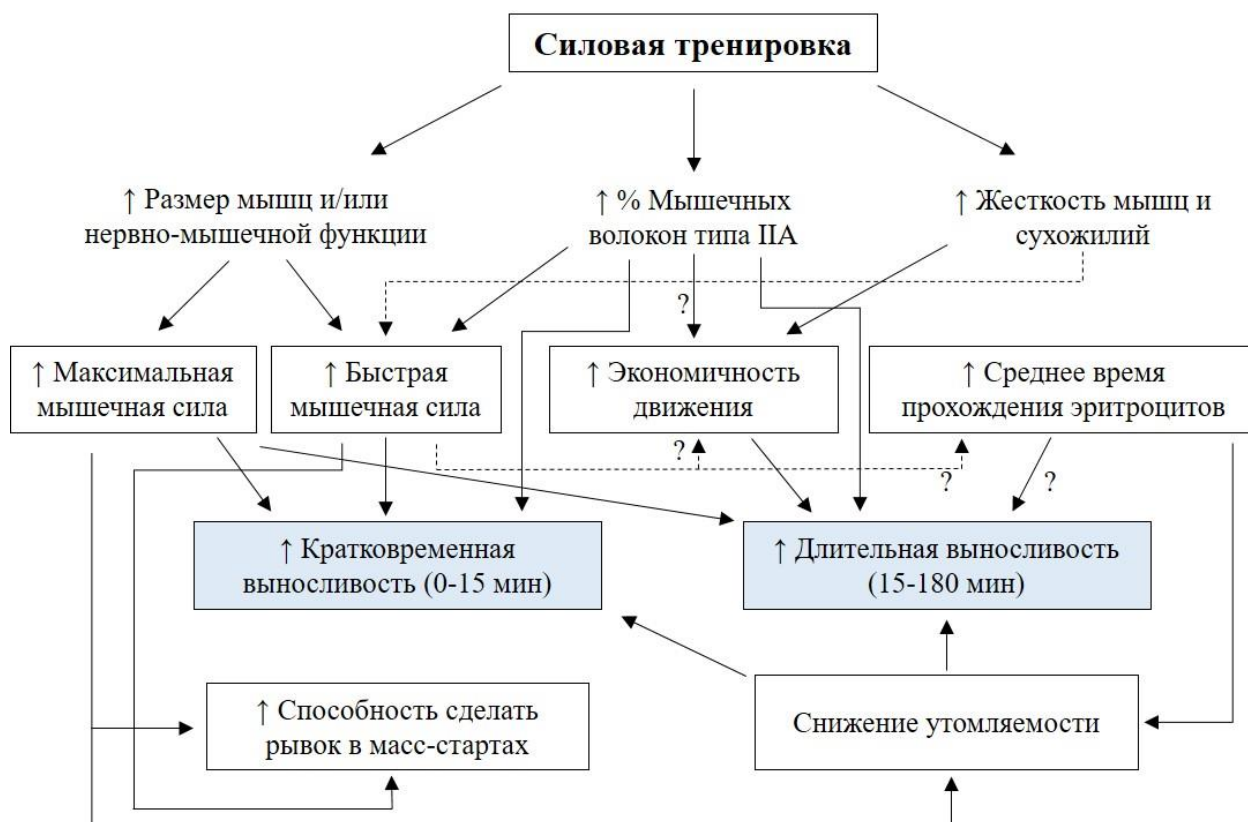 Силовая тренировка
↑ Размер мышц и/или
нервно-мышечной функции
↑ % Мышечных
волокон типа IIA
↑ Жесткость мышц и
сухожилий
?
↑ Максимальная
мышечная сила
↑ Быстрая
мышечная сила
↑ Экономичность
движения
↑ Среднее время
прохождения эритроцитов
?
?
?
↑ Кратковременная
выносливость (0-15 мин)
↑ Длительная выносливость
(15-180 мин)
↑ Способность сделать
рывок в масс-стартах
Снижение утомляемости